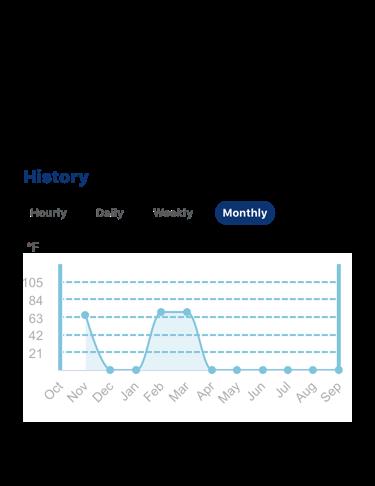 History
Hourly Daily Weekly Monthly
°F
105
84
63
42
21
Oct Nov Dec Jan Feb Mar Apr May Jun Jul Aug Sep